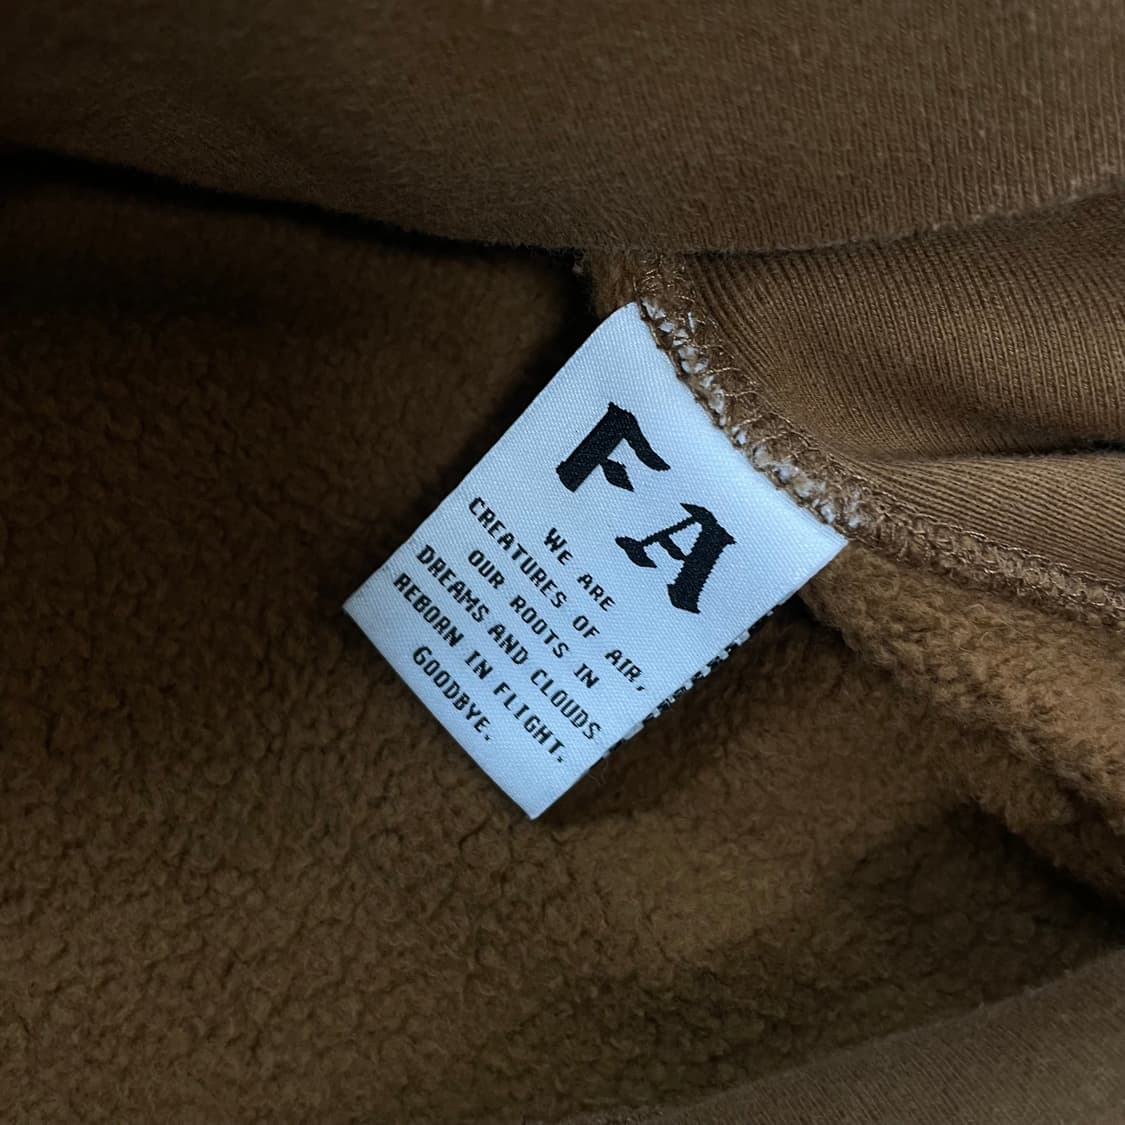 FA
WE ARE
CREATURES OF AIR,
OUR ROOTS IN
DREAMS AND CLOUDS
REBORN IN FLIGHT.
GOODBYE.